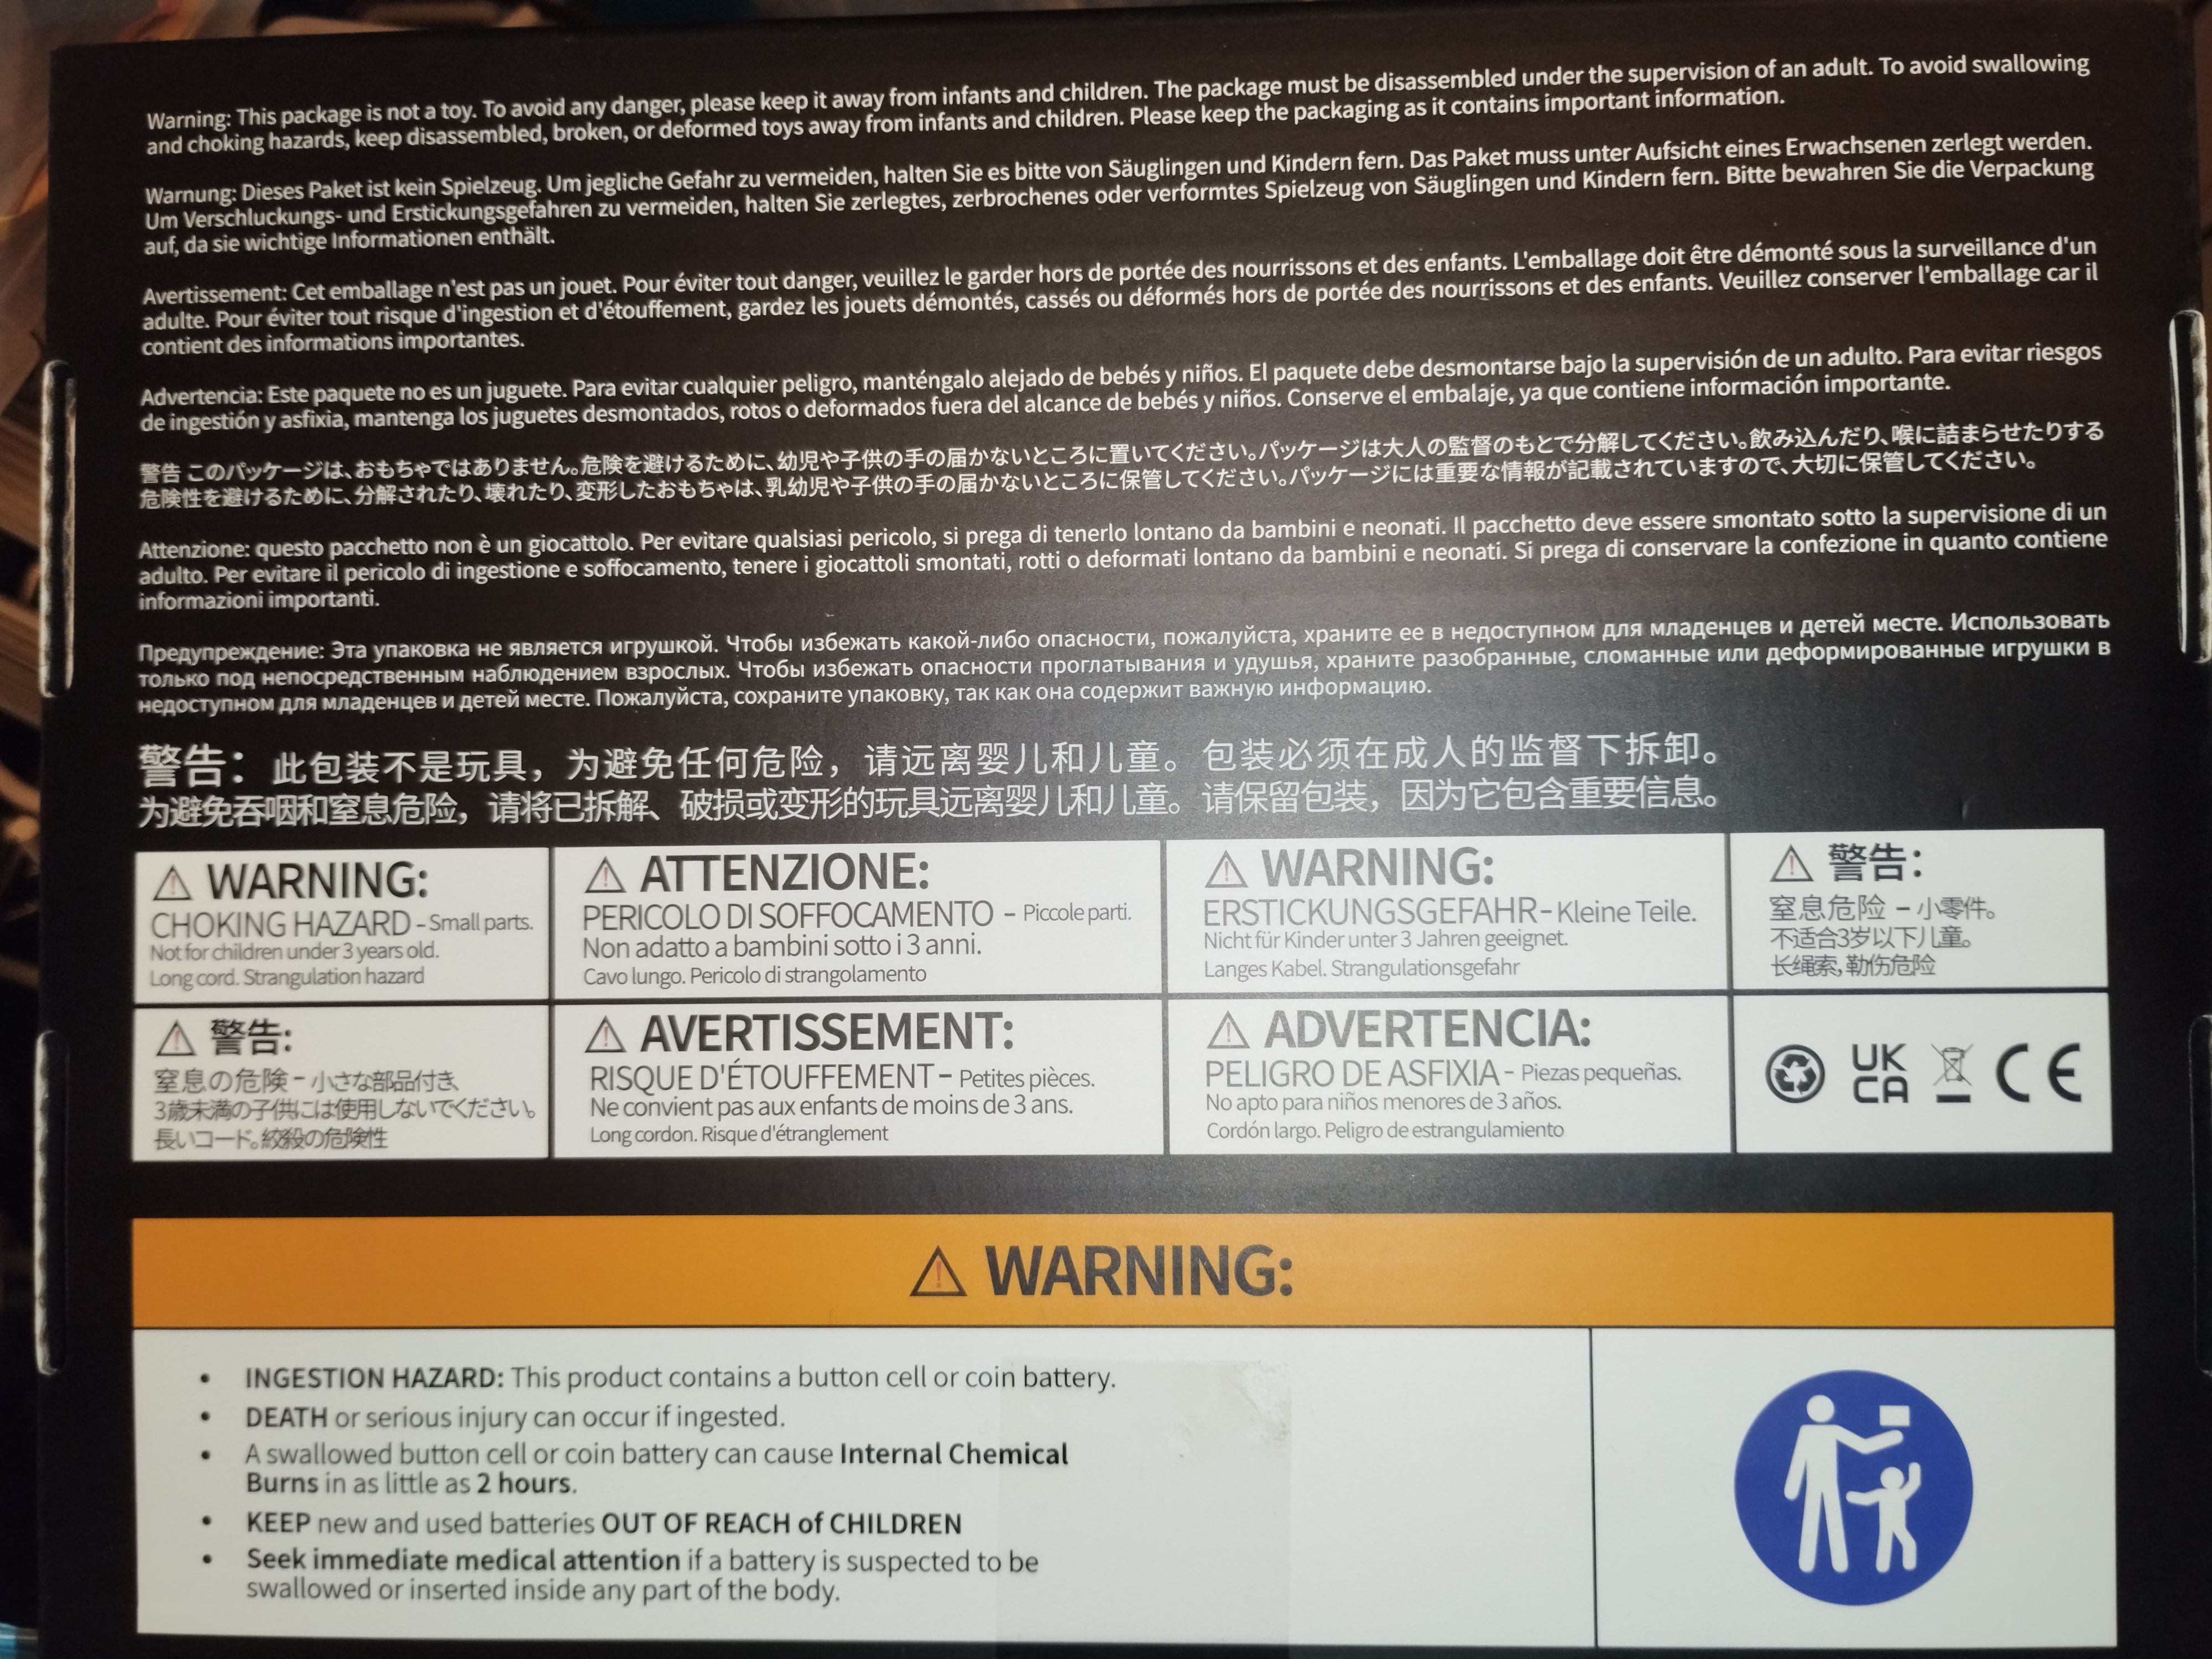 Warning: This package is not a toy. To avoid any danger, please keep it away from infants and children. The package must be disassembled under the supervision of an adult. To avoid swallowing
and choking hazards, keep disassembled, broken, or deformed toys away from infants and children. Please keep the packaging as it contains important information.
Warnung: Dieses Paket ist kein Spielzeug. Um jegliche Gefahr zu vermeiden, halten Sie es bitte von Säuglingen und Kindern fern. Das Paket muss unter Aufsicht eines Erwachsenen zerlegt werden.
Um Verschluckungs- und Erstickungsgefahren zu vermeiden, halten Sie zerlegtes, zerbrochenes oder verformtes Spielzeug von Säuglingen und Kindern fern. Bitte bewahren Sie die Verpackung
auf, da sie wichtige Informationen enthält.
Avertissement: Cet emballage n'est pas un jouet. Pour éviter tout danger, veuillez le garder hors de portée des nourrissons et des enfants. L'emballage doit être démonté sous la surveillance d'un
adulte. Pour éviter tout risque d'ingestion et d'étouffement, gardez les jouets démontés, cassés ou déformés hors de portée des nourrissons et des enfants. Veuillez conserver l'emballage car il
contient des informations importantes.
Advertencia: Este paquete no es un juguete. Para evitar cualquier peligro, manténgalo alejado de bebés y niños. El paquete debe desmontarse bajo la supervisión de un adulto. Para evitar riesgos
de ingestión y asfixia, mantenga los juguetes desmontados, rotos o deformados fuera del alcance de bebés y niños. Conserve el embalaje, ya que contiene información importante.
警告 このパッケージは、おもちゃではありません。危険を避けるために、幼児や子供の手の届かないところに置いてください。パッケージは大人の監督のもとで分解してください。飲み込んだり、喉に詰まらせたりする
危険性を避けるために、分解されたり、壊れたり、変形したおもちゃは、乳幼児や子供の手の届かないところに保管してください。パッケージには重要な情報が記載されていますので、大切に保管してください。
Attenzione: questo pacchetto non è un giocattolo. Per evitare qualsiasi pericolo, si prega di tenerlo lontano da bambini e neonati. Il pacchetto deve essere smontato sotto la supervisione di un
adulto. Per evitare il pericolo di ingestione e soffocamento, tenere i giocattoli smontati, rotti o deformati lontano da bambini e neonati. Si prega di conservare la confezione in quanto contiene
informazioni importanti.
Предупреждение: Эта упаковка не является игрушкой. Чтобы избежать какой-либо опасности, пожалуйста, храните ее в недоступном для младенцев и детей месте. Использовать
только под непосредственным наблюдением взрослых. Чтобы избежать опасности проглатывания и удушья, храните разобранные, сломанные или деформированные игрушки в
недоступном для младенцев и детей месте. Пожалуйста, сохраните упаковку, так как она содержит важную информацию.
警告：此包装不是玩具，为避免任何危险，请远离婴儿和儿童。包装必须在成人的监督下拆卸。
为避免吞咽和窒息危险，请将已拆解、破损或变形的玩具远离婴儿和儿童。请保留包装，因为它包含重要信息。
WARNING:
CHOKING HAZARD - Small parts.
Not for children under 3 years old.
Long cord. Strangulation hazard
ATTENZIONE:
PERICOLO DI SOFFOCAMENTO - Piccole parti.
Non adatto a bambini sotto i 3 anni.
Cavo lungo. Pericolo di strangolamento
WARNING:
ERSTICKUNGSGEFAHR- Kleine Teile.
Nicht für Kinder unter 3 Jahren geeignet.
Langes Kabel. Strangulationsgefahr
警告：
窒息危险 - 小零件。
不适合3岁以下儿童。
长绳索,勒伤危险
警告:
窒息の危険 - 小さな部品付き、
3歳未満の子供には使用しないでください。
長いコード。絞殺の危険性
AVERTISSEMENT:
RISQUE D'ÉTOUFFEMENT - Petites pièces.
Ne convient pas aux enfants de moins de 3 ans.
Long cordon. Risque d'étranglement
ADVERTENCIA:
PELIGRO DE ASFIXIA - Piezas pequeñas.
No apto para niños menores de 3 años.
Cordón largo. Peligro de estrangulamiento
UK
CA
CE
WARNING:
• INGESTION HAZARD: This product contains a button cell or coin battery.
• DEATH or serious injury can occur if ingested.
• A swallowed button cell or coin battery can cause Internal Chemical
Burns in as little as 2 hours.
• KEEP new and used batteries OUT OF REACH of CHILDREN
• Seek immediate medical attention if a battery is suspected to be
swallowed or inserted inside any part of the body.